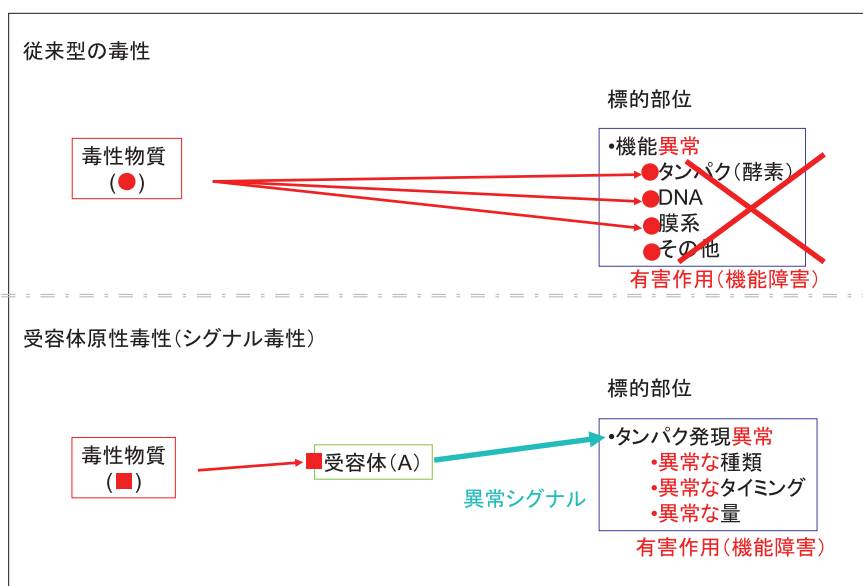 従来型の毒性
標的部位
毒性物質
(●)
•機能異常
●タンパク(酵素)
●DNA
●膜系
●その他
有害作用(機能障害)
受容体原性毒性(シグナル毒性)
標的部位
毒性物質
(■)
受容体(A)
異常シグナル
•タンパク発現異常
•異常な種類
•異常なタイミング
•異常な量
有害作用(機能障害)